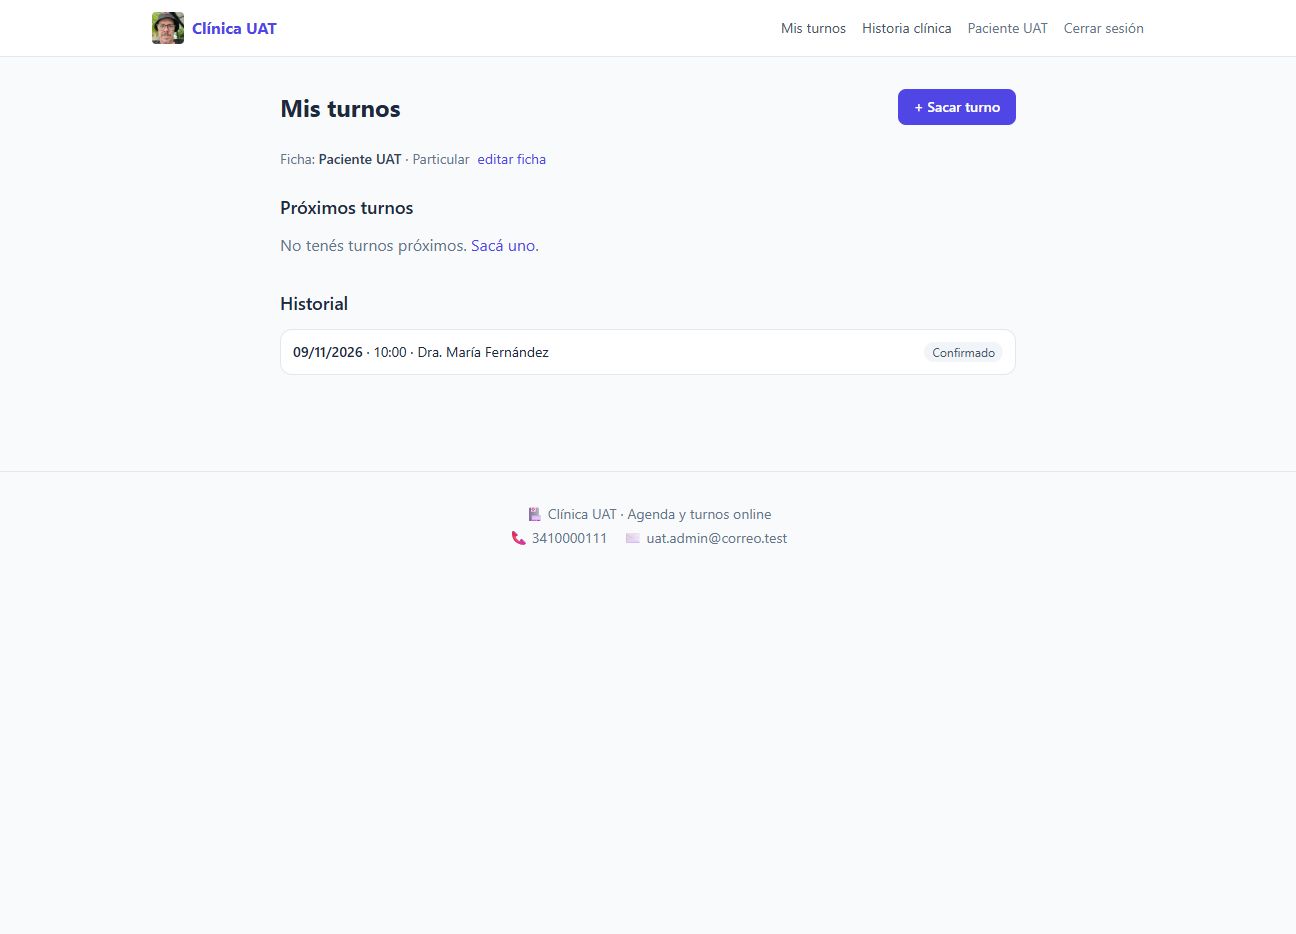 Clínica UAT
Mis turnos Historia clínica Paciente UAT Cerrar sesión
Mis turnos
+ Sacar turno
Ficha: Paciente UAT · Particular editar ficha
Próximos turnos
No tenés turnos próximos. Sacá uno.
Historial
09/11/2026 · 10:00 · Dra. María Fernández
Confirmado
Clínica UAT · Agenda y turnos online
3410000111 uat.admin@correo.test